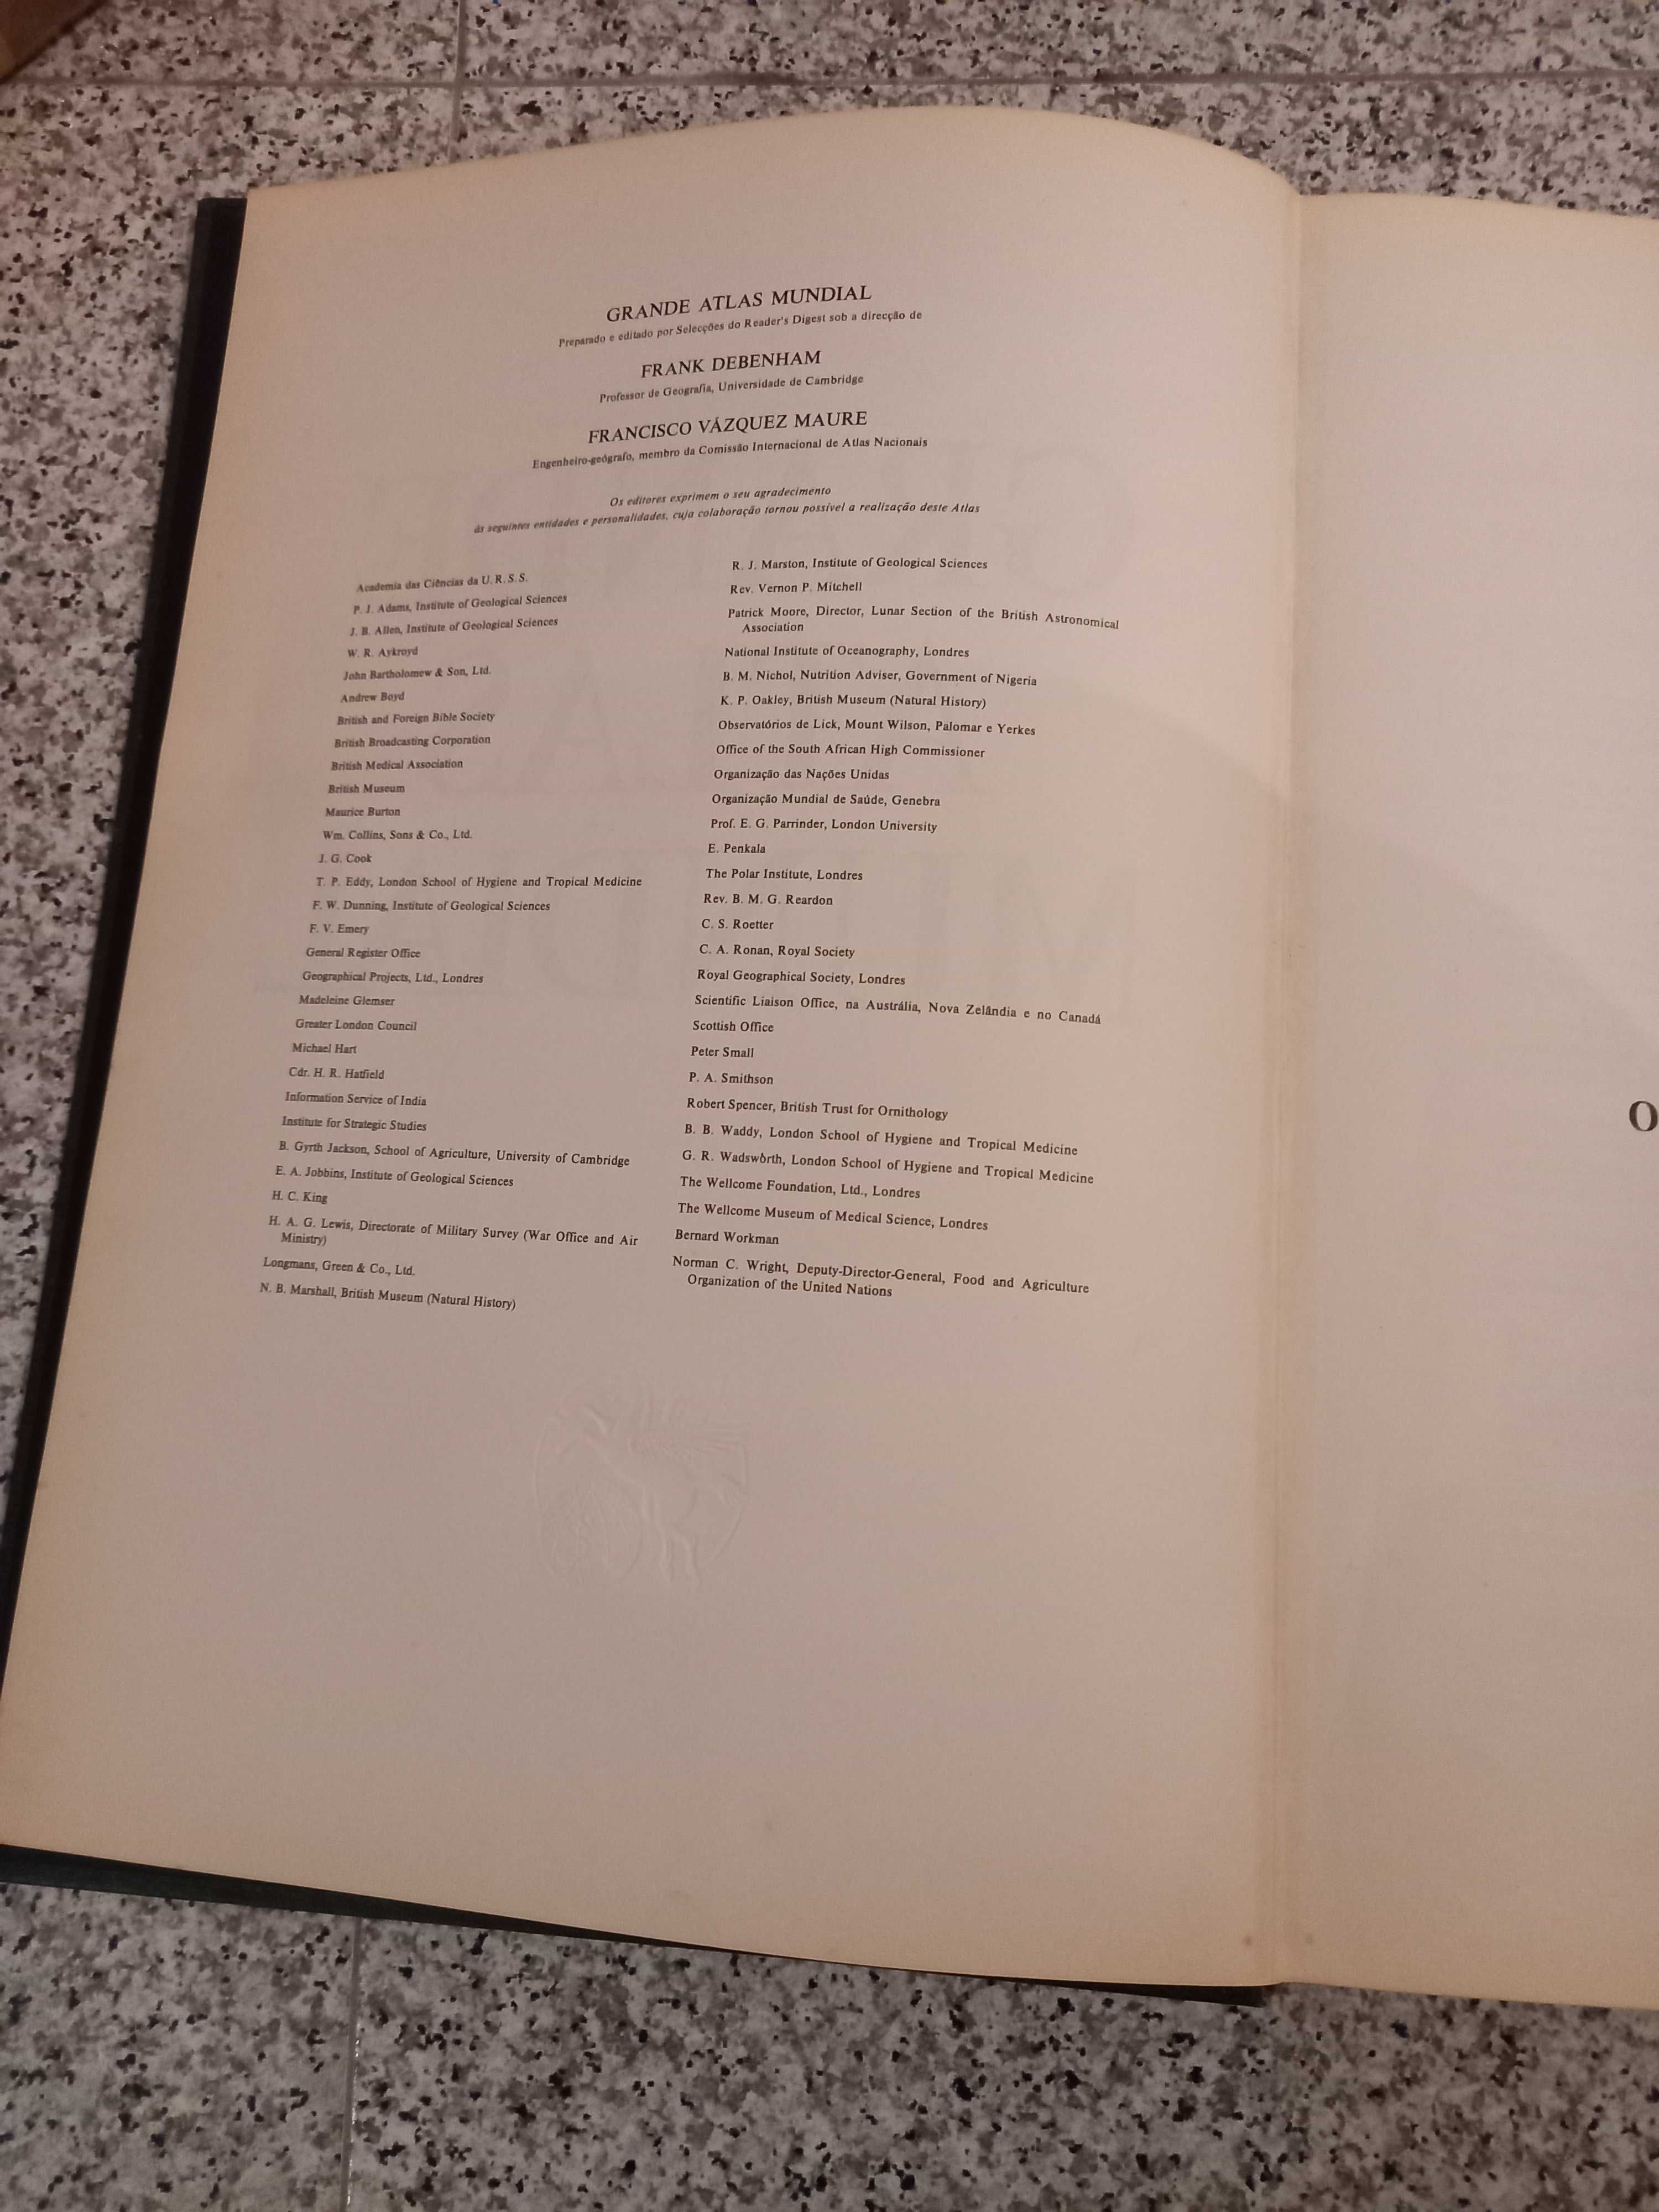 GRANDE ATLAS MUNDIAL
Preparado e editado por Selecções do Reader's Digest sob a direcção de
FRANK DEBENHAM
Professor de Geografia, Universidade de Cambridge
FRANCISCO VÁZQUEZ MAURE
Engenheiro-geógrafo, membro da Comissão Internacional de Atlas Nacionais
Os editores exprimem o seu agradecimento
às seguintes entidades e personalidades, cuja colaboração tornou possível a realização deste Atlas
Academia das Ciências da U. R. S. S.
P. J. Adams, Institute of Geological Sciences
J. B. Allen, Institute of Geological Sciences
W. R. Aykroyd
John Bartholomew & Son, Ltd.
Andrew Boyd
British and Foreign Bible Society
British Broadcasting Corporation
British Medical Association
British Museum
Maurice Burton
Wm. Collins, Sons & Co., Ltd.
J. G. Cook
T. P. Eddy, London School of Hygiene and Tropical Medicine
F. W. Dunning, Institute of Geological Sciences
F. V. Emery
General Register Office
Geographical Projects, Ltd., Londres
Madeleine Glemser
Greater London Council
Michael Hart
Cdr. H. R. Hatfield
Information Service of India
Institute for Strategic Studies
B. Gyrth Jackson, School of Agriculture, University of Cambridge
E. A. Jobbins, Institute of Geological Sciences
H. C. King
H. A. G. Lewis, Directorate of Military Survey (War Office and Air
Ministry)
Longmans, Green & Co., Ltd.
N. B. Marshall, British Museum (Natural History)
R. J. Marston, Institute of Geological Sciences
Rev. Vernon P. Mitchell
Patrick Moore, Director, Lunar Section of the British Astronomical
Association
National Institute of Oceanography, Londres
B. M. Nichol, Nutrition Adviser, Government of Nigeria
K. P. Oakley, British Museum (Natural History)
Observatórios de Lick, Mount Wilson, Palomar e Yerkes
Office of the South African High Commissioner
Organização das Nações Unidas
Organização Mundial de Saúde, Genebra
Prof. E. G. Parrinder, London University
E. Penkala
The Polar Institute, Londres
Rev. B. M. G. Reardon
C. S. Roetter
C. A. Ronan, Royal Society
Royal Geographical Society, Londres
Scientific Liaison Office, na Austrália, Nova Zelândia e no Canadá
Scottish Office
Peter Small
P. A. Smithson
Robert Spencer, British Trust for Ornithology
B. B. Waddy, London School of Hygiene and Tropical Medicine
G. R. Wadsworth, London School of Hygiene and Tropical Medicine
The Wellcome Foundation, Ltd., Londres
The Wellcome Museum of Medical Science, Londres
Bernard Workman
Norman C. Wright, Deputy-Director-General, Food and Agriculture
Organization of the United Nations
O